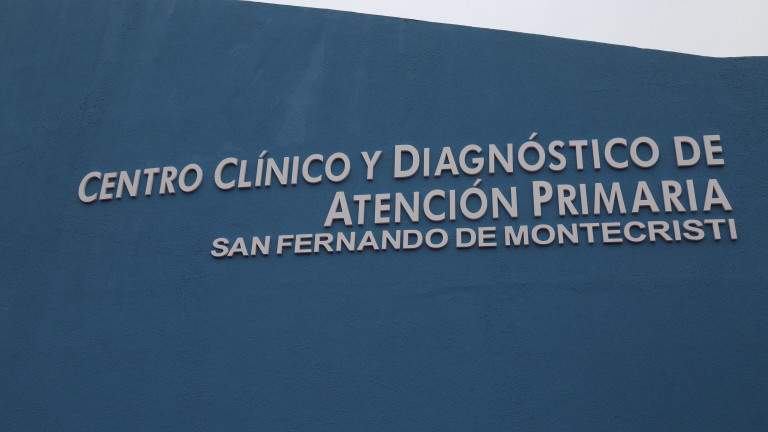 CENTRO CLÍNICO Y DIAGNÓSTICO DE
ATENCIÓN PRIMARIA
SAN FERNANDO DE MONTECRISTI